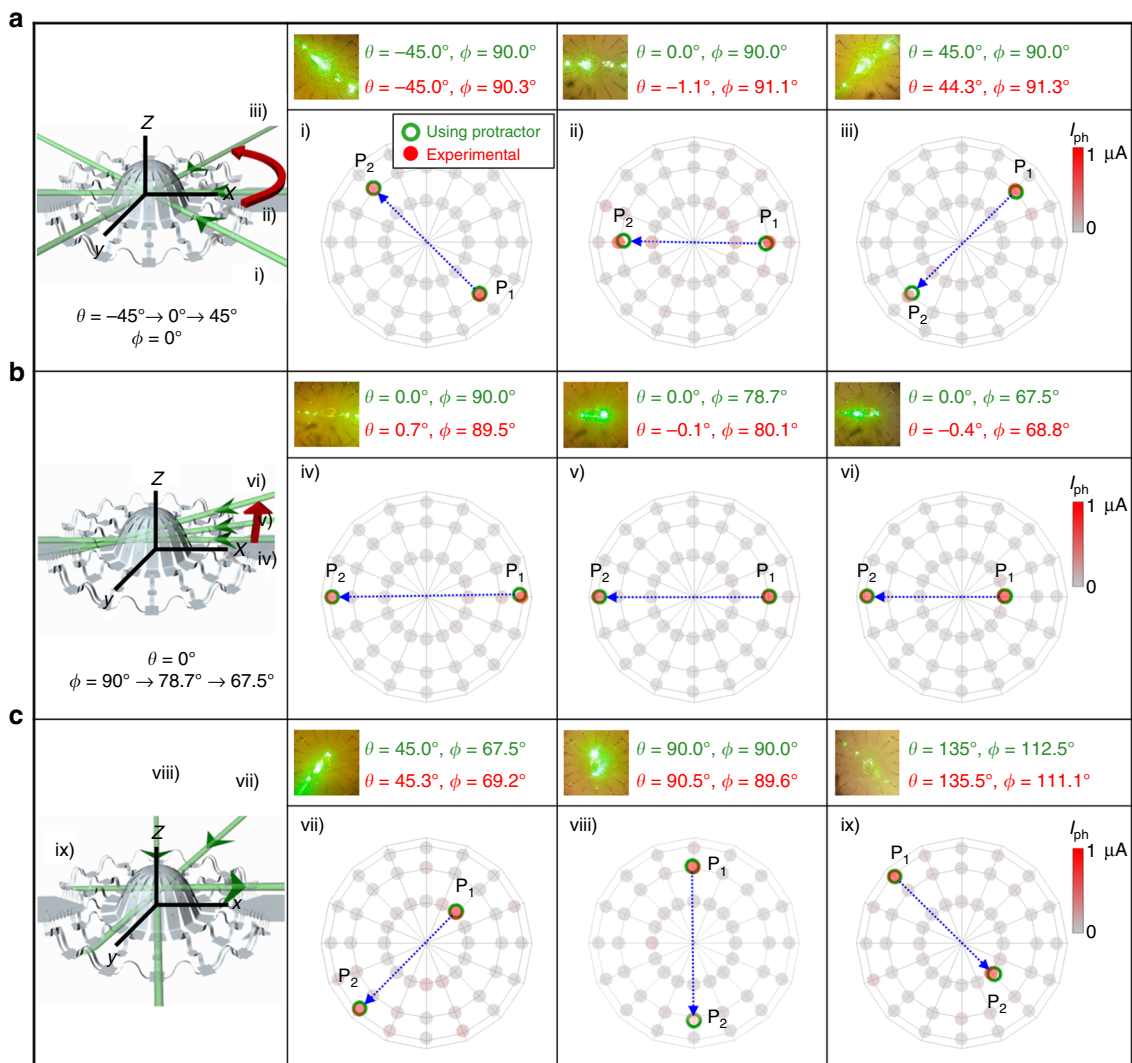 a
θ = –45.0°, ϕ = 90.0°
θ = –45.0°, ϕ = 90.3°
θ = 0.0°, ϕ = 90.0°
θ = –1.1°, ϕ = 91.1°
θ = 45.0°, ϕ = 90.0°
θ = 44.3°, ϕ = 91.3°
iii)
Z
X
ii)
y
i)
θ = –45°→ 0°→ 45°
ϕ = 0°
i)
Using protractor
Experimental
P2
P1
ii)
P2
P1
iii)
P1
P2
Iph
1 μA
0
b
θ = 0.0°, ϕ = 90.0°
θ = 0.7°, ϕ = 89.5°
θ = 0.0°, ϕ = 78.7°
θ = –0.1°, ϕ = 80.1°
θ = 0.0°, ϕ = 67.5°
θ = –0.4°, ϕ = 68.8°
Z
vi)
v)
X
iv)
y
θ = 0°
ϕ = 90° → 78.7° → 67.5°
iv)
P2
P1
v)
P2
P1
vi)
P2
P1
Iph
1 μA
0
c
θ = 45.0°, ϕ = 67.5°
θ = 45.3°, ϕ = 69.2°
θ = 90.0°, ϕ = 90.0°
θ = 90.5°, ϕ = 89.6°
θ = 135°, ϕ = 112.5°
θ = 135.5°, ϕ = 111.1°
viii)
vii)
Z
ix)
x
y
vii)
P1
P2
viii)
P1
P2
ix)
P1
P2
Iph
1 μA
0